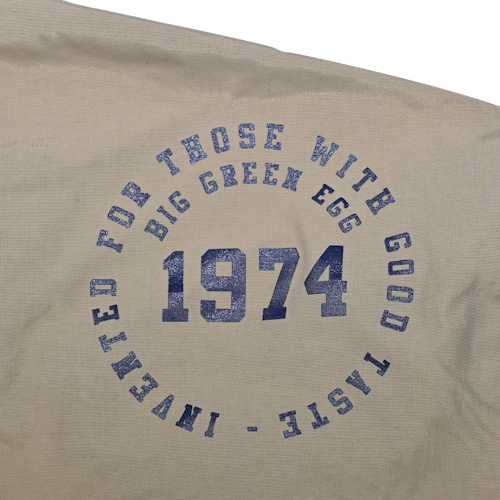 INVENTED FOR THOSE WITH GOOD TASTE -
BIG GREEN EGG
1974